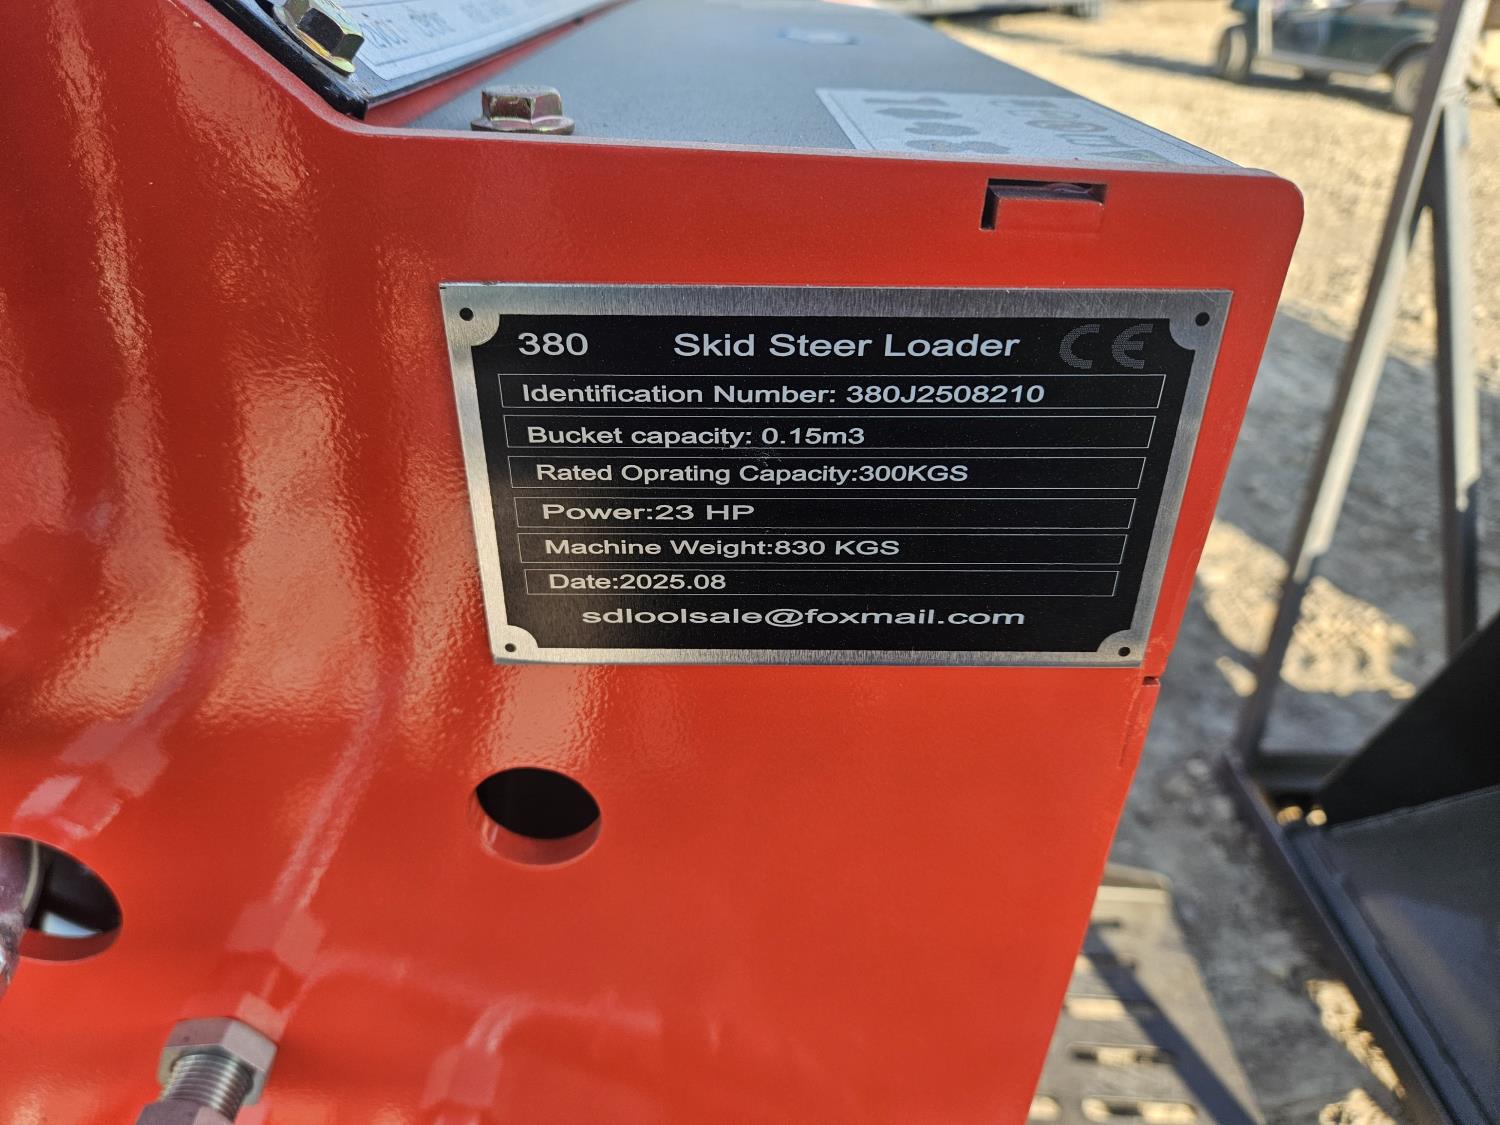 380 Skid Steer Loader CE
Identification Number: 380J2508210
Bucket capacity: 0.15m3
Rated Oprating Capacity:300KGS
Power:23 HP
Machine Weight:830 KGS
Date:2025.08
sdloolsale@foxmail.com